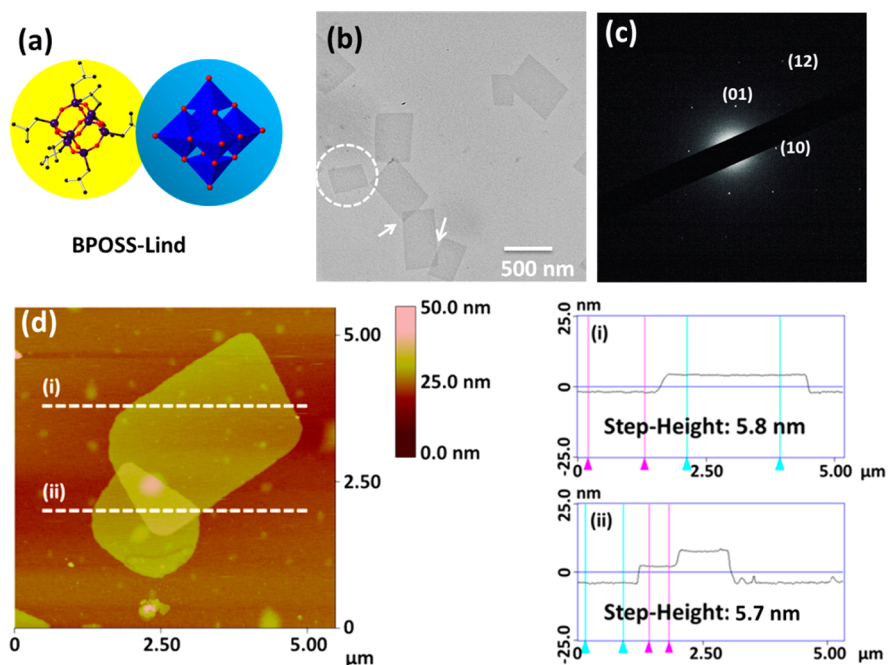 (a)
BPOSS-Lind
(b)
500 nm
(c)
(12)
(01)
(10)
(d)
(i)
(ii)
5.00
2.50
0
0
2.50
5.00
μm
50.0 nm
25.0 nm
0.0 nm
nm
25.0
0
-25.0
(i)
Step-Height: 5.8 nm
0
2.50
5.00
μm
nm
25.0
0
-25.0
(ii)
Step-Height: 5.7 nm
0
2.50
5.00
μm